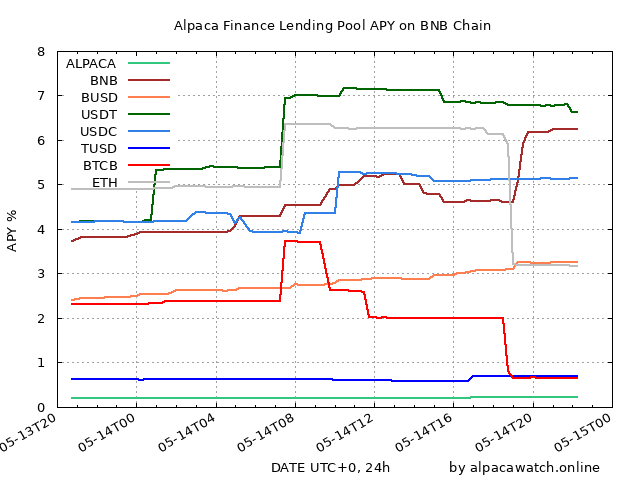 Alpaca Finance Lending Pool APY on BNB Chain
8
7
6
5
4
3
2
1
0
APY %
ALPACA
BNB
BUSD
USDT
USDC
TUSD
BTCB
ETH
05-13T20
05-14T00
05-14T04
05-14T08
05-14T12
05-14T16
05-14T20
05-15T00
DATE UTC+0, 24h
by alpacawatch.online